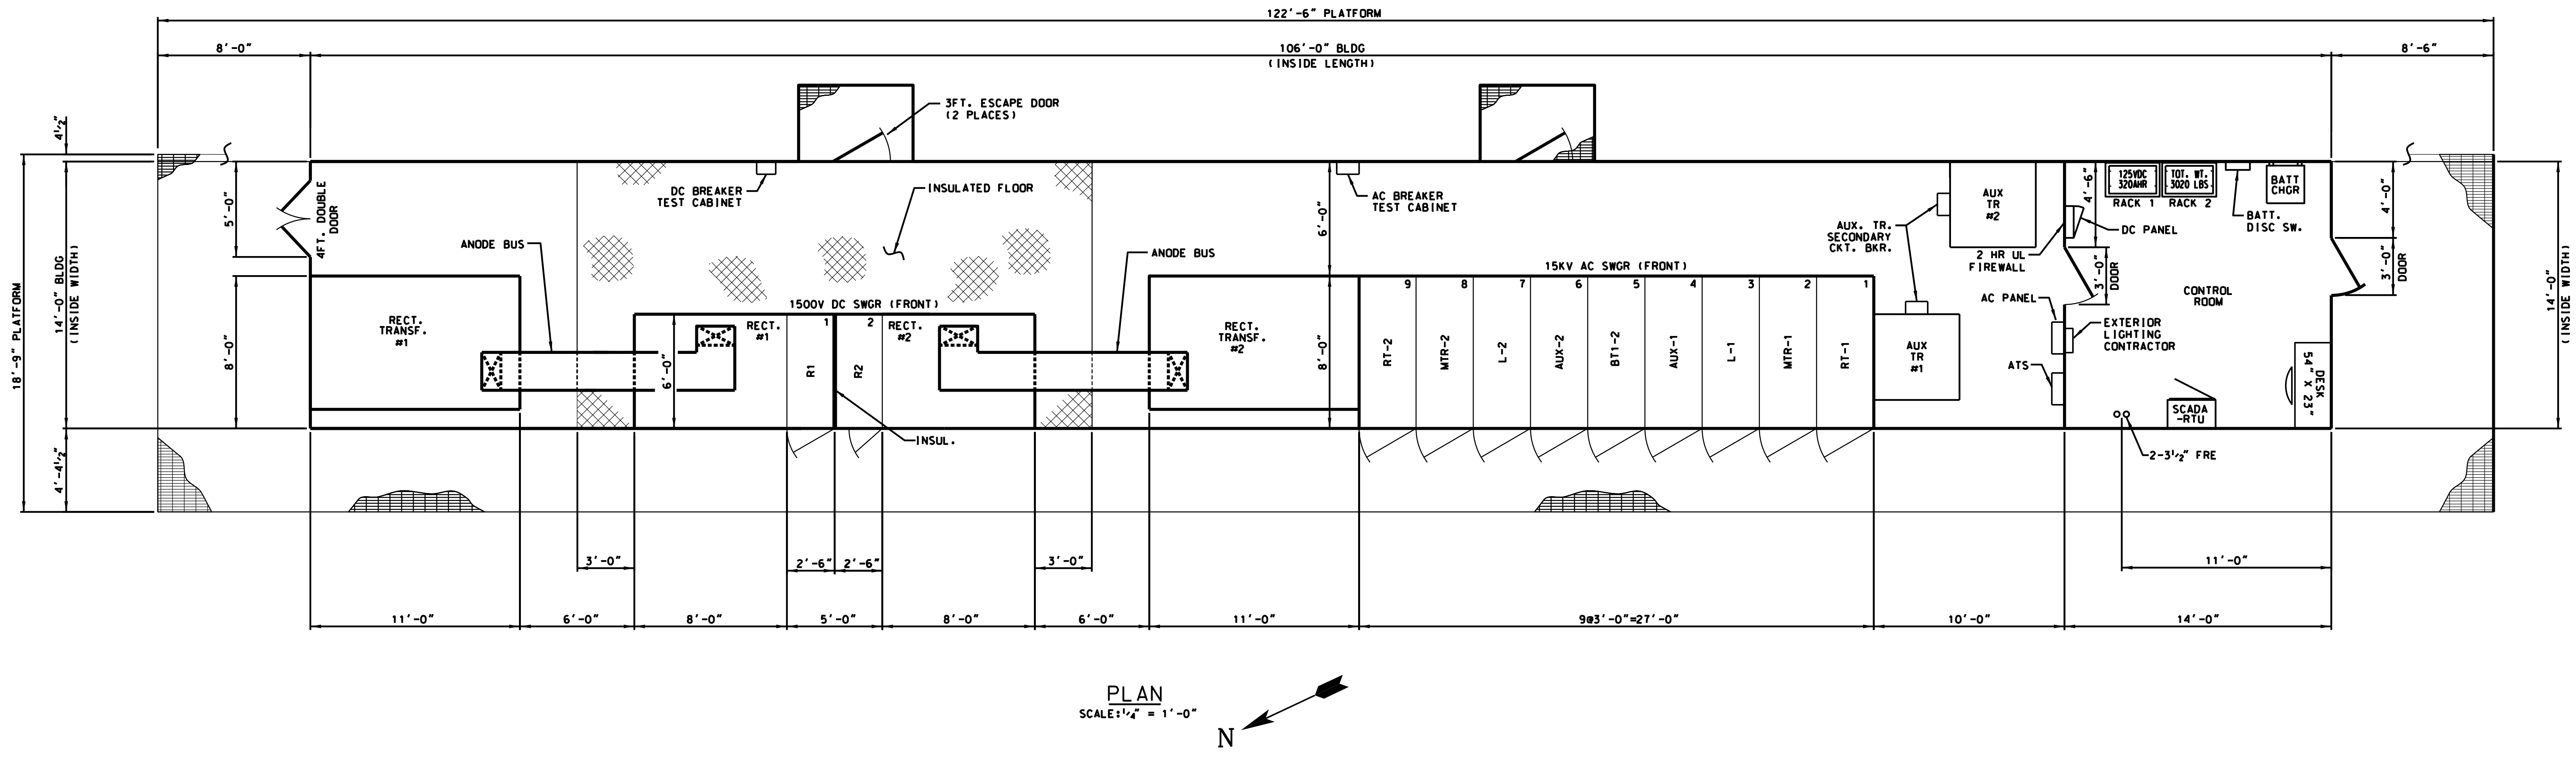 122'-6" PLATFORM
8'-0"
106'-0" BLDG
(INSIDE LENGTH)
8'-6"
4½"
18'-9" PLATFORM
14'-0" BLDG
(INSIDE WIDTH)
4'-4½"
5'-0"
8'-0"
4FT. DOUBLE
DOOR
3FT. ESCAPE DOOR
(2 PLACES)
DC BREAKER
TEST CABINET
INSULATED FLOOR
AC BREAKER
TEST CABINET
ANODE BUS
ANODE BUS
RECT.
TRANSF.
#1
1500V DC SWGR (FRONT)
RECT.
#1
1
2
RECT.
#2
R1
R2
6'-0"
INSUL.
RECT.
TRANSF.
#2
6'-0"
8'-0"
15KV AC SWGR (FRONT)
9
8
7
6
5
4
3
2
1
RT-2
MTR-2
L-2
AUX-2
BT1-2
AUX-1
L-1
MTR-1
RT-1
AUX. TR.
SECONDARY
CKT. BKR.
AUX
TR
#2
AUX
TR
#1
4'-6"
125VDC
320AHR
TOT. WT.
3020 LBS
RACK 1
RACK 2
BATT
CHGR
BATT.
DISC SW.
DC PANEL
2 HR UL
FIREWALL
3'-0"
DOOR
AC PANEL
EXTERIOR
LIGHTING
CONTRACTOR
ATS
CONTROL
ROOM
DESK
54" X 23"
SCADA
-RTU
2-3½" FRE
4'-0"
3'-0"
DOOR
14'-0"
(INSIDE WIDTH)
3'-0"
2'-6"
2'-6"
3'-0"
11'-0"
11'-0"
6'-0"
8'-0"
5'-0"
8'-0"
6'-0"
11'-0"
9@3'-0"=27'-0"
10'-0"
14'-0"
PLAN
SCALE:¼" = 1'-0"
N